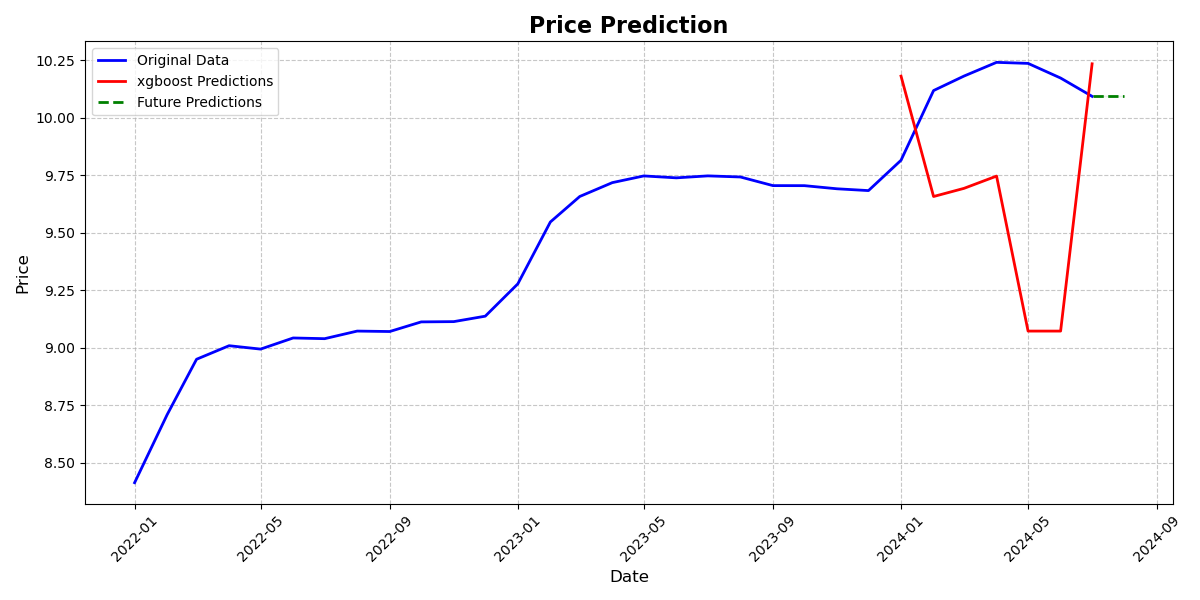 Price Prediction
Original Data
xgboost Predictions
Future Predictions
Price
10.25
10.00
9.75
9.50
9.25
9.00
8.75
8.50
2022-01
2022-05
2022-09
2023-01
2023-05
2023-09
2024-01
2024-05
2024-09
Date